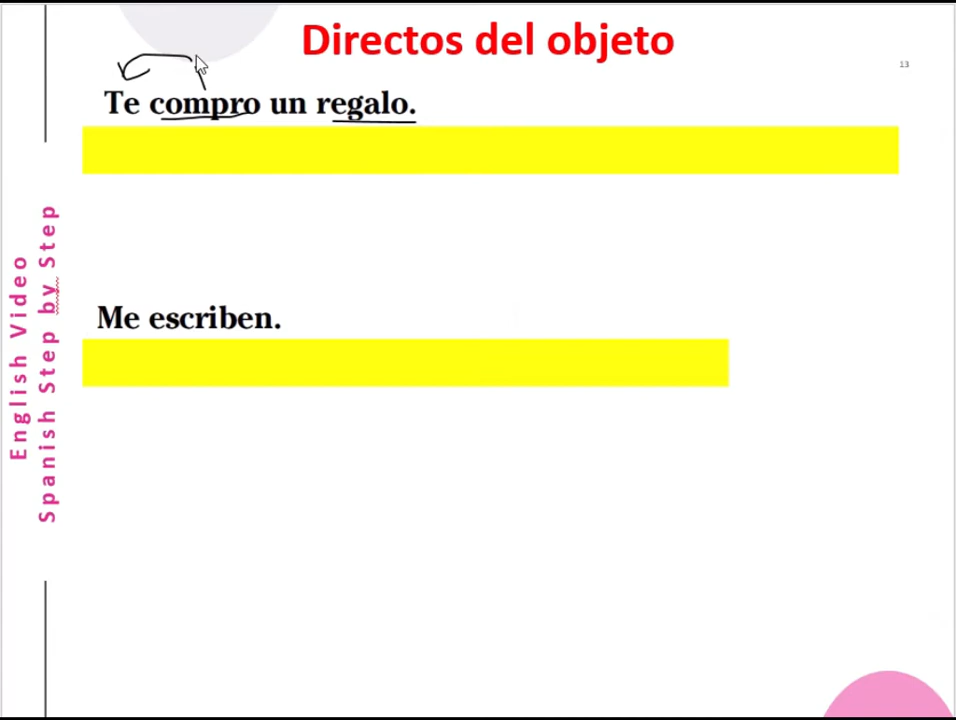 Directos del objeto
13
Te compro un regalo.
Me escriben.
English Video
Spanish Step by Step